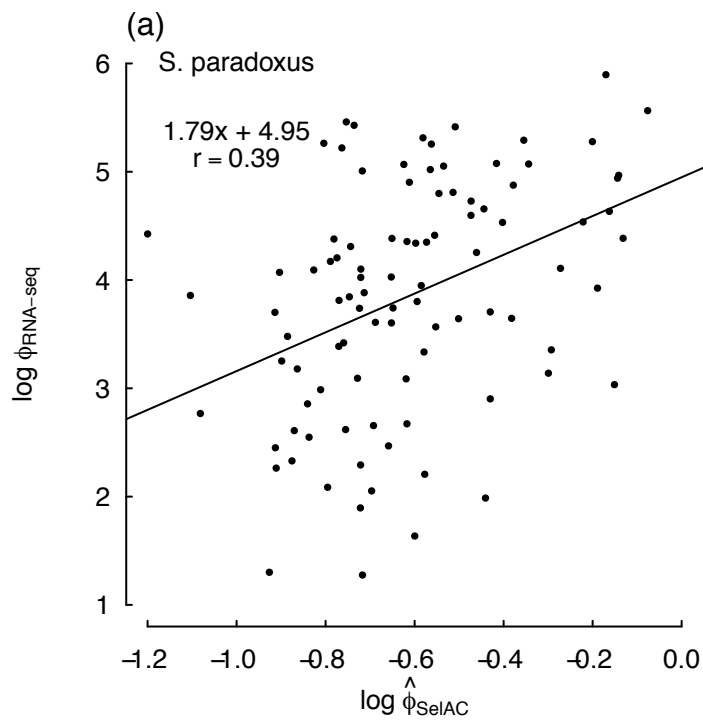 (a)
S. paradoxus
1.79x + 4.95
r = 0.39
6
5
4
3
2
1
log ϕRNA−seq
−1.2 −1.0 −0.8 −0.6 −0.4 −0.2 0.0
log ϕ̂SelAC